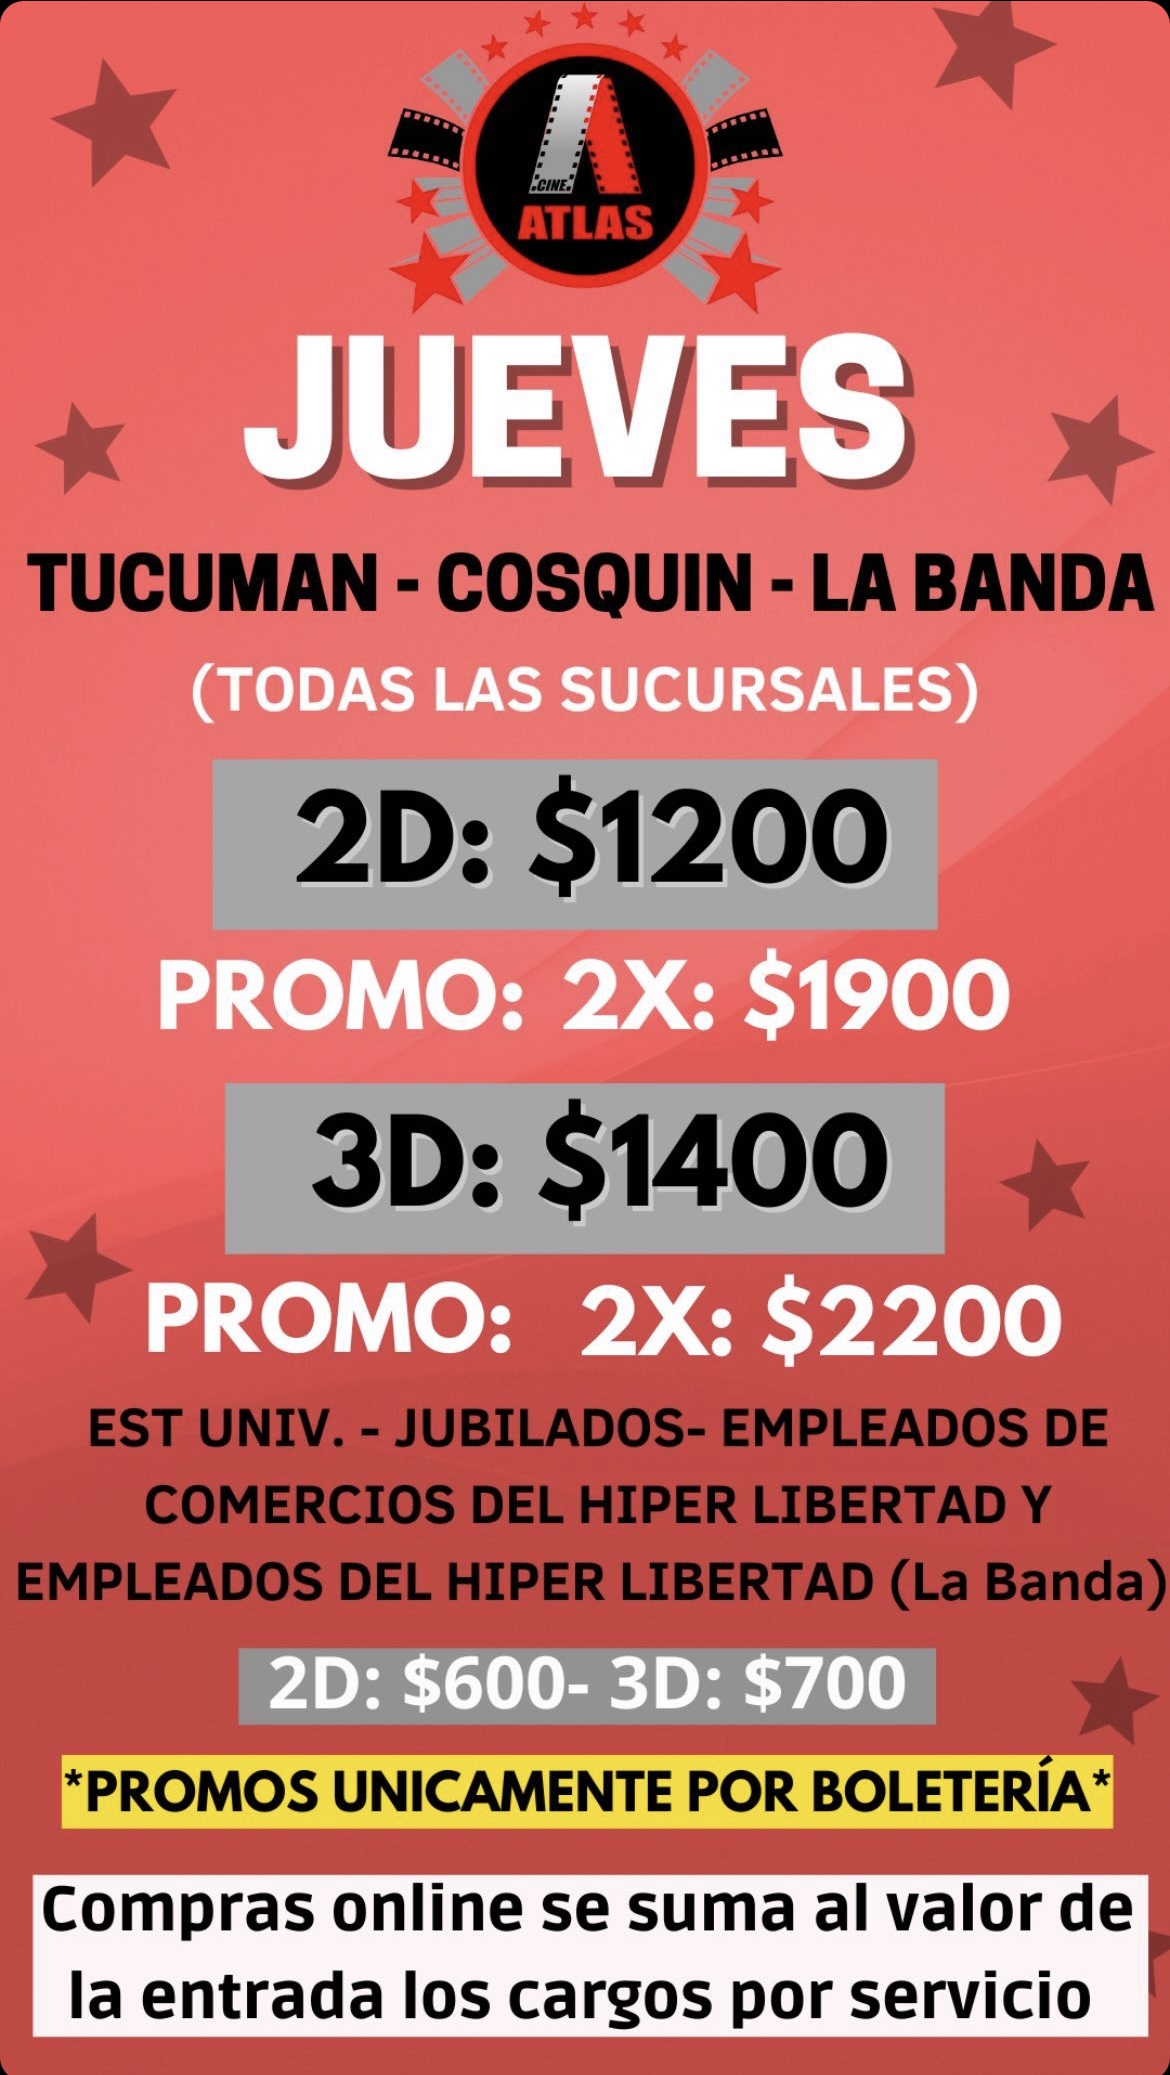 CINE
ATLAS
JUEVES
TUCUMAN - COSQUIN - LA BANDA
(TODAS LAS SUCURSALES)
2D: $1200
PROMO: 2X: $1900
3D: $1400
PROMO: 2X: $2200
EST UNIV. - JUBILADOS- EMPLEADOS DE
COMERCIOS DEL HIPER LIBERTAD Y
EMPLEADOS DEL HIPER LIBERTAD (La Banda)
2D: $600- 3D: $700
*PROMOS UNICAMENTE POR BOLETERÍA*
Compras online se suma al valor de
la entrada los cargos por servicio